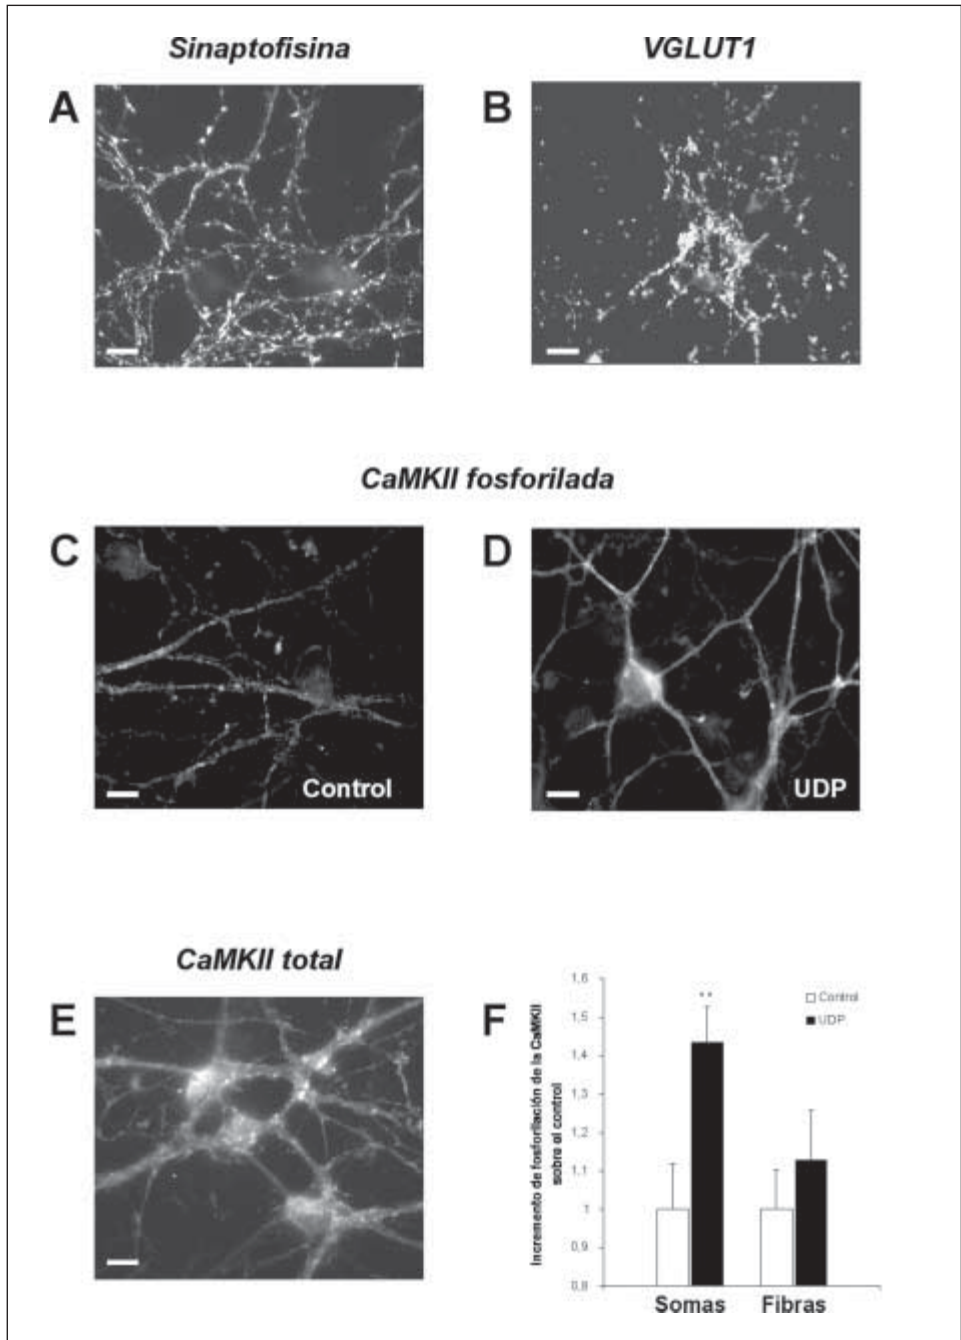 Sinaptofisina
VGLUT1
A
B
CaMKII fosforilada
C
D
Control
UDP
CaMKII total
E
F
Incremento de fosforilación de la CaMKII
sobre el control
1,6
1,5
1,4
1,3
1,2
1,1
1
0,9
0,8
**
Control
UDP
Somas
Fibras